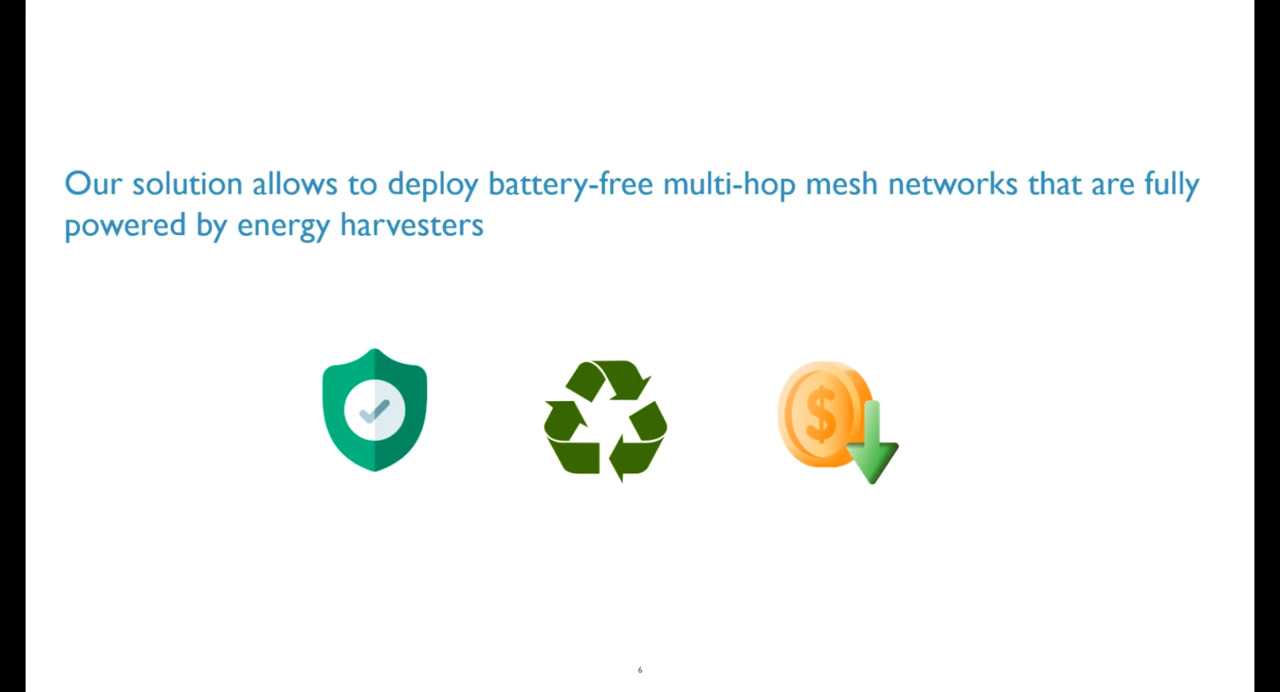 Our solution allows to deploy battery-free multi-hop mesh networks that are fully
powered by energy harvesters
$
6